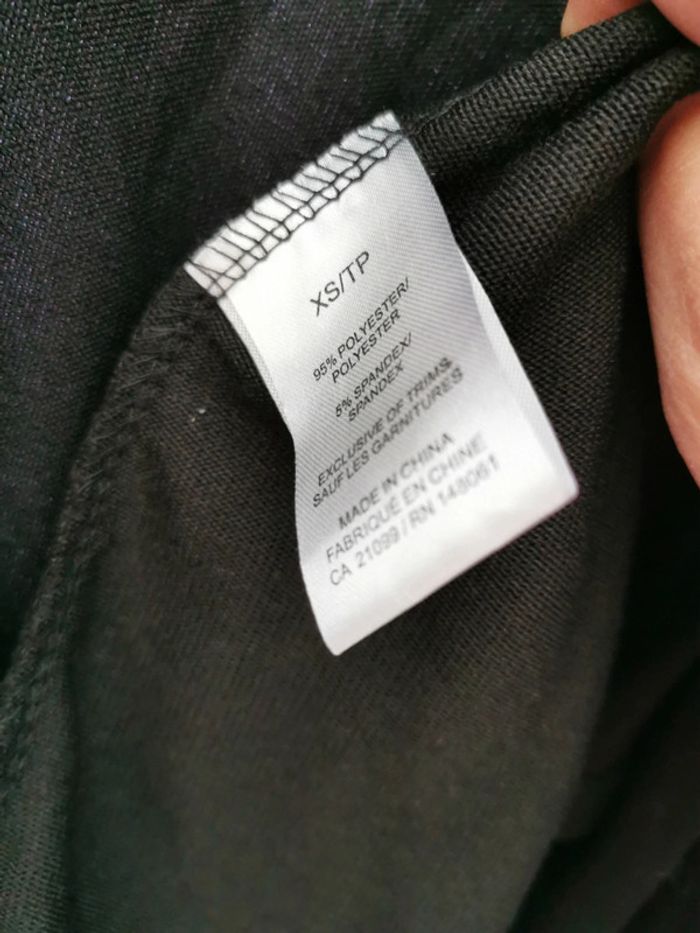 XS/TP
95% POLYESTER/
POLYESTER
5% SPANDEX/
SPANDEX
EXCLUSIVE OF TRIMS
SAUF LES GARNITURES
MADE IN CHINA
FABRIQUÉ EN CHINE
CA 21099 / RN 148061